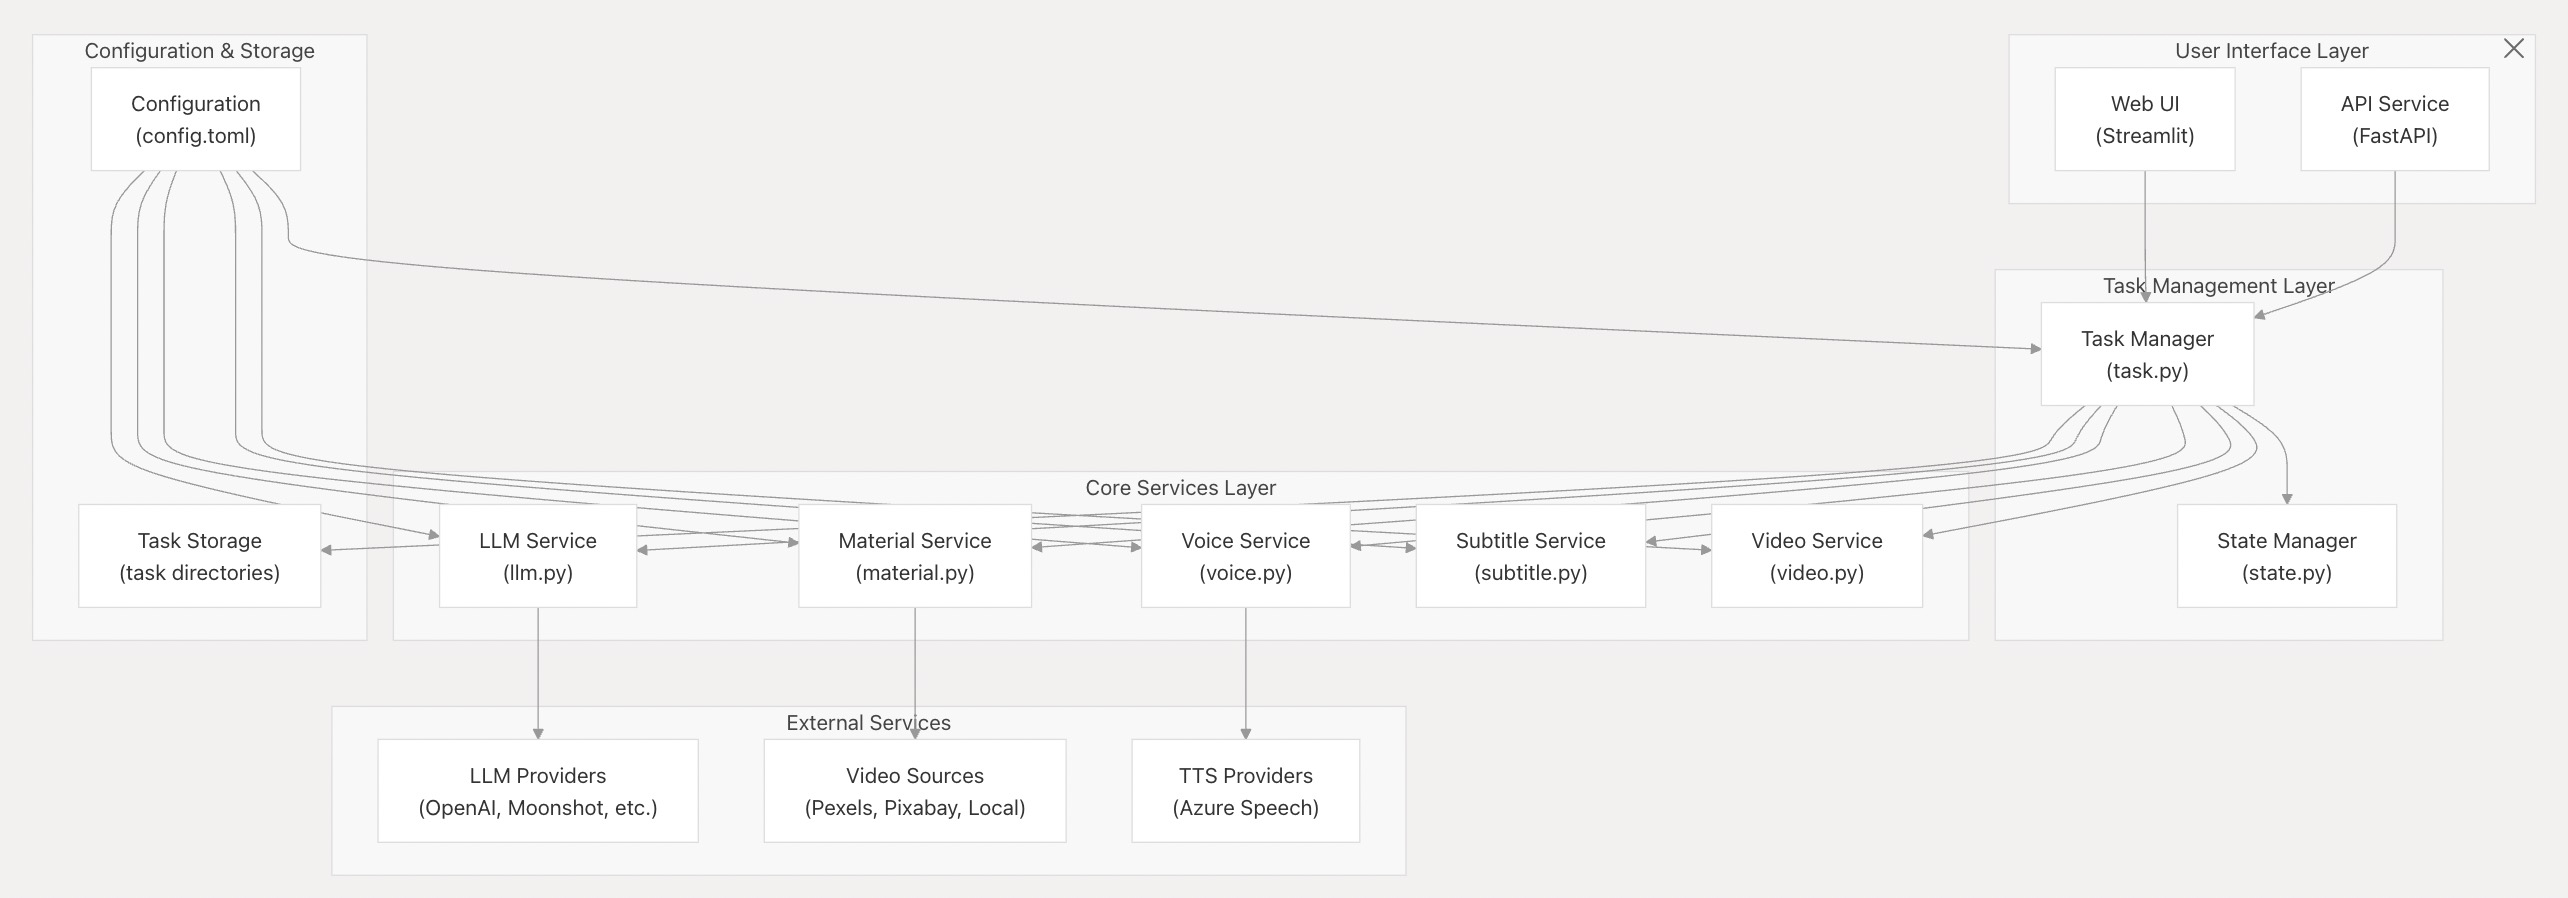 Configuration & Storage
Configuration
(config.toml)
User Interface Layer
Web UI
(Streamlit)
API Service
(FastAPI)
Task Management Layer
Task Manager
(task.py)
Core Services Layer
Task Storage
(task directories)
LLM Service
(llm.py)
Material Service
(material.py)
Voice Service
(voice.py)
Subtitle Service
(subtitle.py)
Video Service
(video.py)
State Manager
(state.py)
External Services
LLM Providers
(OpenAI, Moonshot, etc.)
Video Sources
(Pexels, Pixabay, Local)
TTS Providers
(Azure Speech)